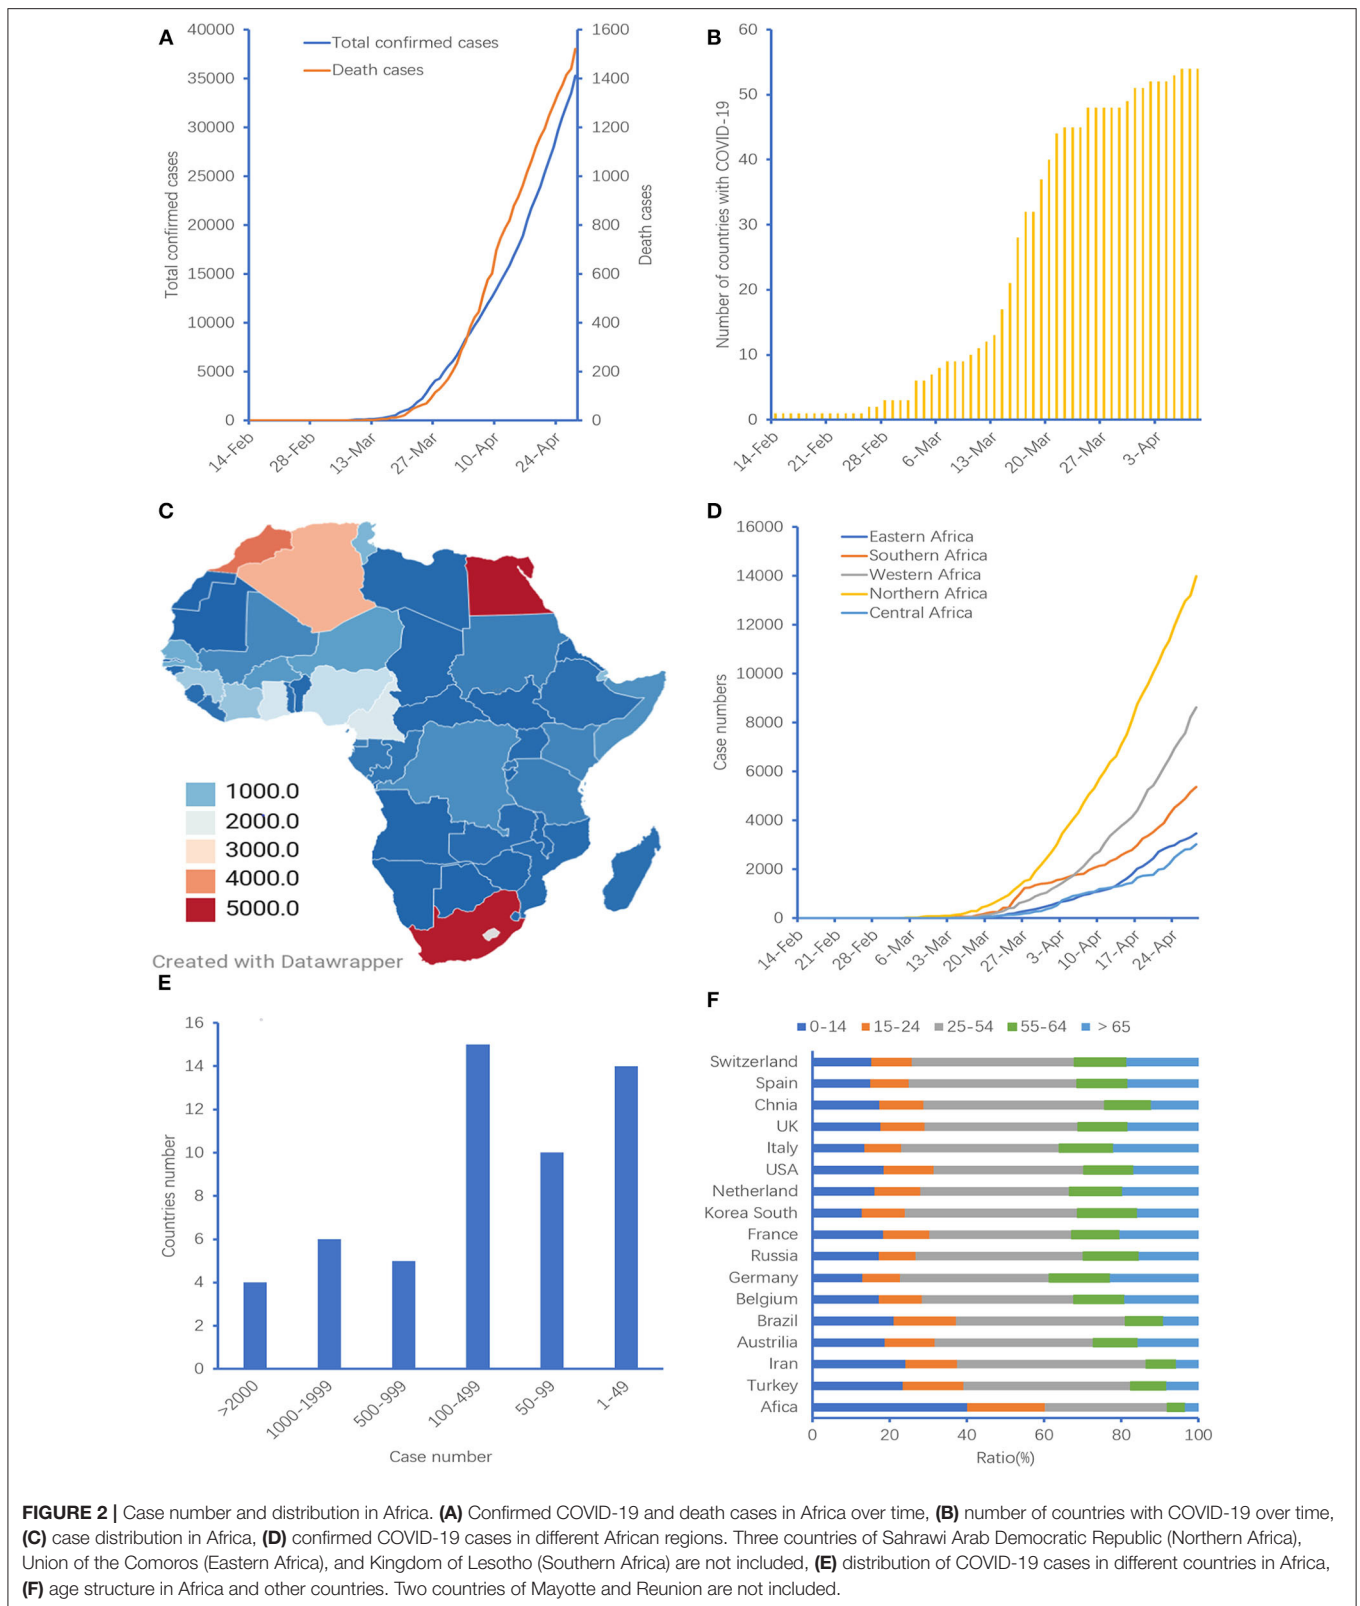 A
40000
35000
30000
25000
20000
15000
10000
5000
0
Total confirmed cases
Total confirmed cases
Death cases
1600
1400
1200
1000
800
600
400
200
0
Death cases
14-Feb
28-Feb
13-Mar
27-Mar
10-Apr
24-Apr
B
60
50
40
30
20
10
0
Number of countries with COVID-19
14-Feb
21-Feb
28-Feb
6-Mar
13-Mar
20-Mar
27-Mar
3-Apr
C
1000.0
2000.0
3000.0
4000.0
5000.0
Created with Datawrapper
D
16000
14000
12000
10000
8000
6000
4000
2000
0
Case numbers
Eastern Africa
Southern Africa
Western Africa
Northern Africa
Central Africa
14-Feb
21-Feb
28-Feb
6-Mar
13-Mar
20-Mar
27-Mar
3-Apr
10-Apr
17-Apr
24-Apr
E
16
14
12
10
8
6
4
2
0
Countries number
>2000
1000-1999
500-999
100-499
50-99
1-49
Case number
F
0-14 15-24 25-54 55-64 > 65
Switzerland
Spain
Chnia
UK
Italy
USA
Netherland
Korea South
France
Russia
Germany
Belgium
Brazil
Austrilia
Iran
Turkey
Africa
0 20 40 60 80 100
Ratio(%)
FIGURE 2 | Case number and distribution in Africa. (A) Confirmed COVID-19 and death cases in Africa over time, (B) number of countries with COVID-19 over time,
(C) case distribution in Africa, (D) confirmed COVID-19 cases in different African regions. Three countries of Sahrawi Arab Democratic Republic (Northern Africa),
Union of the Comoros (Eastern Africa), and Kingdom of Lesotho (Southern Africa) are not included, (E) distribution of COVID-19 cases in different countries in Africa,
(F) age structure in Africa and other countries. Two countries of Mayotte and Reunion are not included.